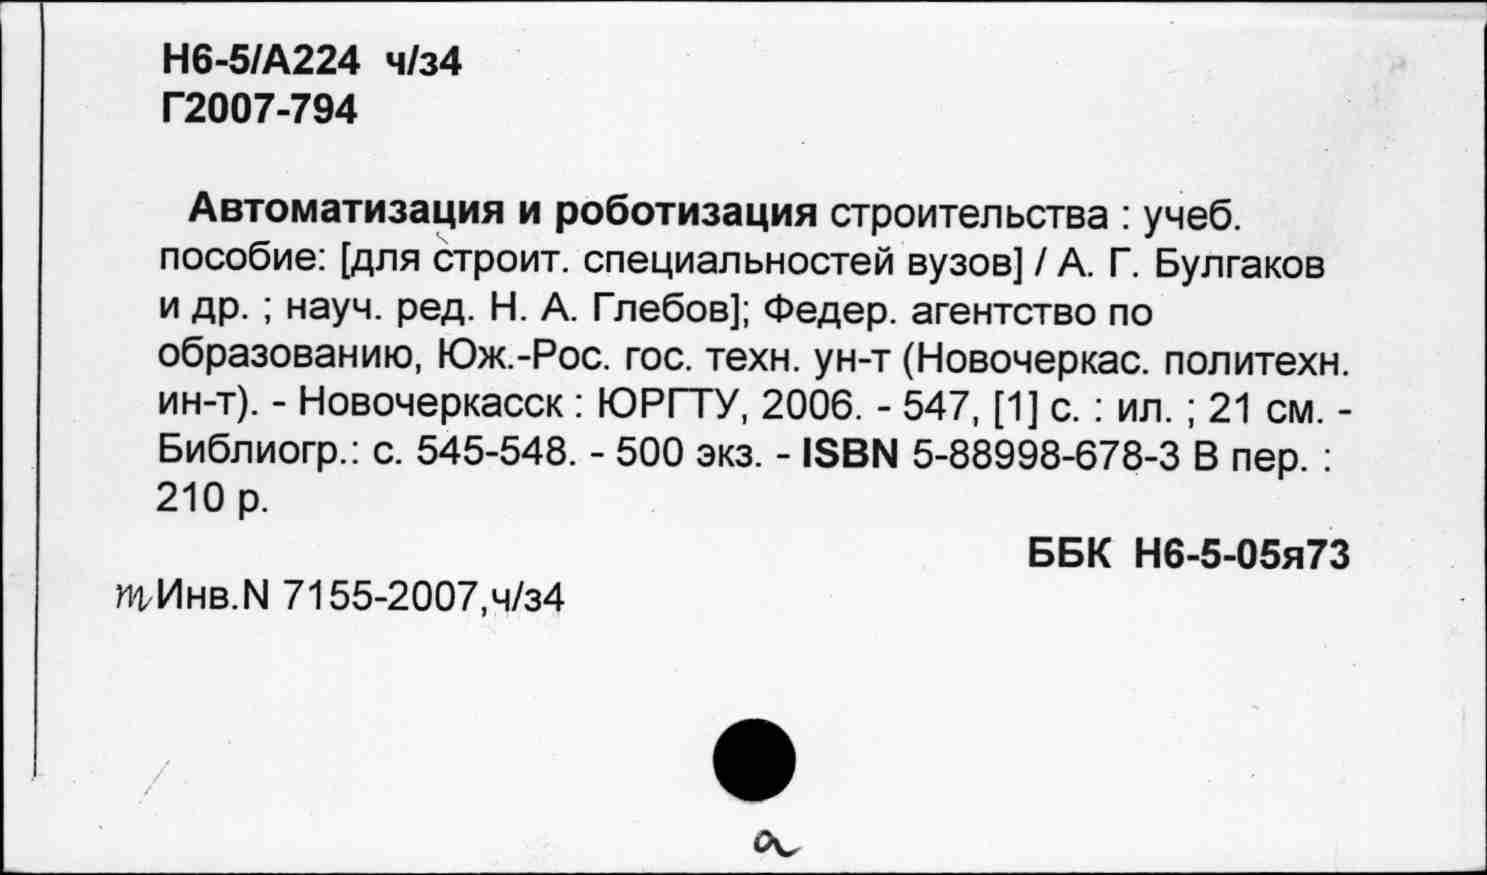 Н6-5/А224 ч/з4
Г2007-794
Автоматизация и роботизация строительства : учеб.
пособие: [для строит. специальностей вузов] / А. Г. Булгаков
и др. ; науч. ред. Н. А. Глебов]; Федер. агентство по
образованию, Юж.-Рос. гос. техн. ун-т (Новочеркас. политехн.
ин-т). - Новочеркасск : ЮРГТУ, 2006. - 547, [1] с. : ил. ; 21 см. -
Библиогр.: с. 545-548. - 500 экз. - ISBN 5-88998-678-3 В пер. :
210 р.
ББК Н6-5-05я73
Инв.N 7155-2007,ч/з4